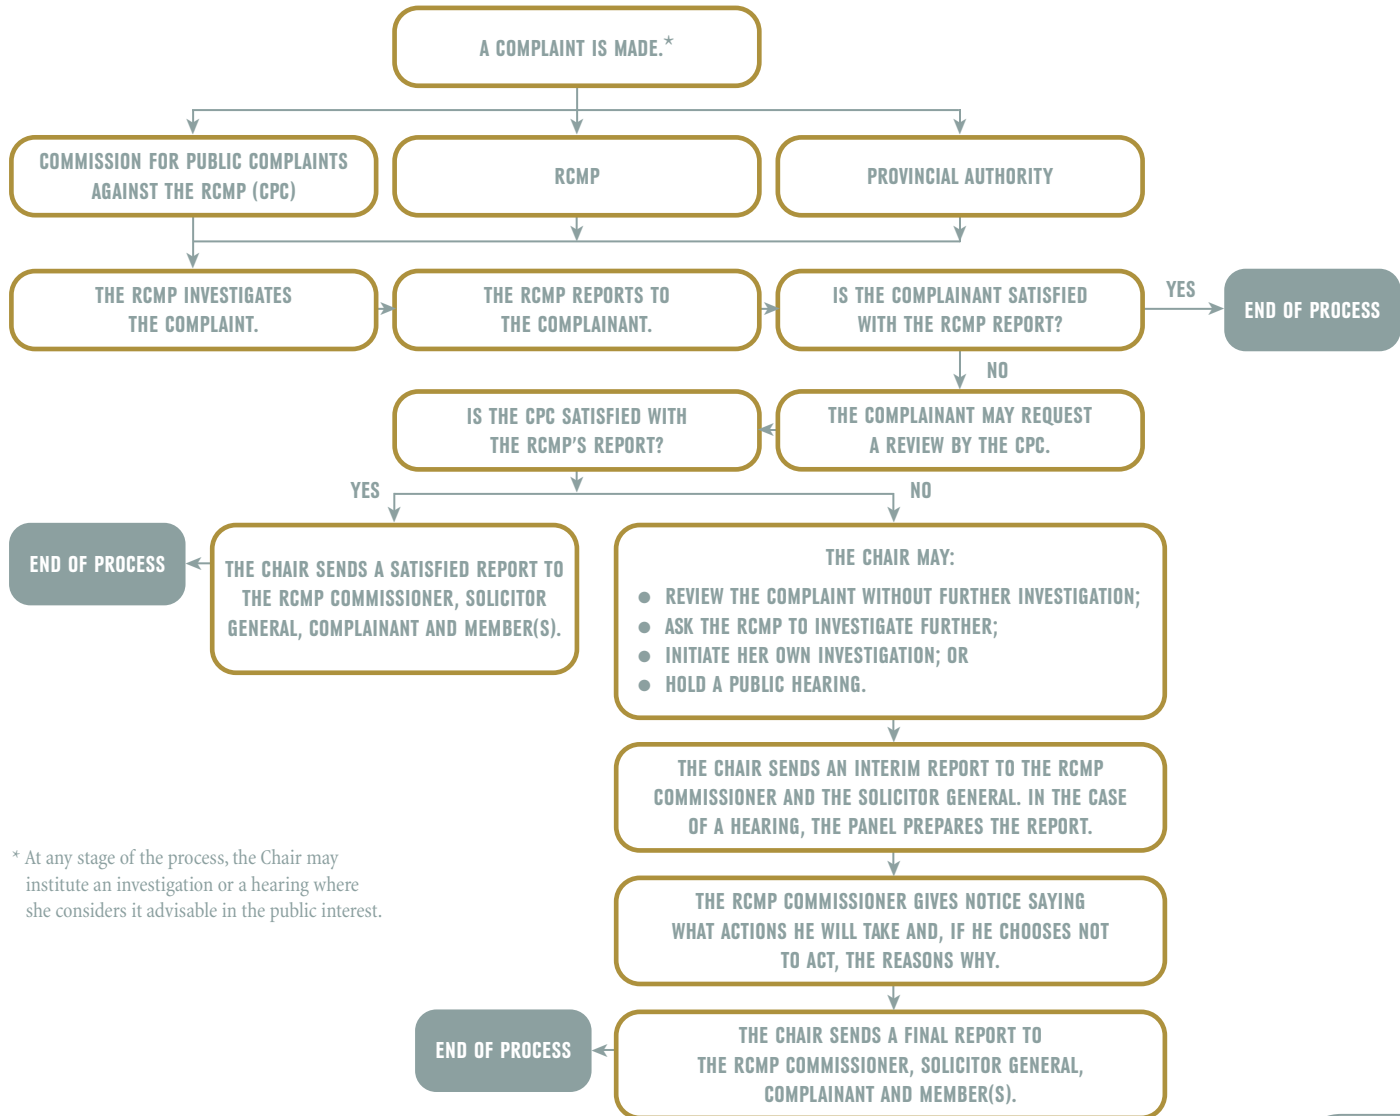 A COMPLAINT IS MADE.*
COMMISSION FOR PUBLIC COMPLAINTS
AGAINST THE RCMP (CPC)
RCMP
PROVINCIAL AUTHORITY
THE RCMP INVESTIGATES
THE COMPLAINT.
THE RCMP REPORTS TO
THE COMPLAINANT.
IS THE COMPLAINANT SATISFIED
WITH THE RCMP REPORT?
YES
END OF PROCESS
NO
IS THE CPC SATISFIED WITH
THE RCMP'S REPORT?
THE COMPLAINANT MAY REQUEST
A REVIEW BY THE CPC.
YES
NO
END OF PROCESS
THE CHAIR SENDS A SATISFIED REPORT TO
THE RCMP COMMISSIONER, SOLICITOR
GENERAL, COMPLAINANT AND MEMBER(S).
THE CHAIR MAY:
● REVIEW THE COMPLAINT WITHOUT FURTHER INVESTIGATION;
● ASK THE RCMP TO INVESTIGATE FURTHER;
● INITIATE HER OWN INVESTIGATION; OR
● HOLD A PUBLIC HEARING.
THE CHAIR SENDS AN INTERIM REPORT TO THE RCMP
COMMISSIONER AND THE SOLICITOR GENERAL. IN THE CASE
OF A HEARING, THE PANEL PREPARES THE REPORT.
* At any stage of the process, the Chair may
institute an investigation or a hearing where
she considers it advisable in the public interest.
THE RCMP COMMISSIONER GIVES NOTICE SAYING
WHAT ACTIONS HE WILL TAKE AND, IF HE CHOOSES NOT
TO ACT, THE REASONS WHY.
END OF PROCESS
THE CHAIR SENDS A FINAL REPORT TO
THE RCMP COMMISSIONER, SOLICITOR GENERAL,
COMPLAINANT AND MEMBER(S).